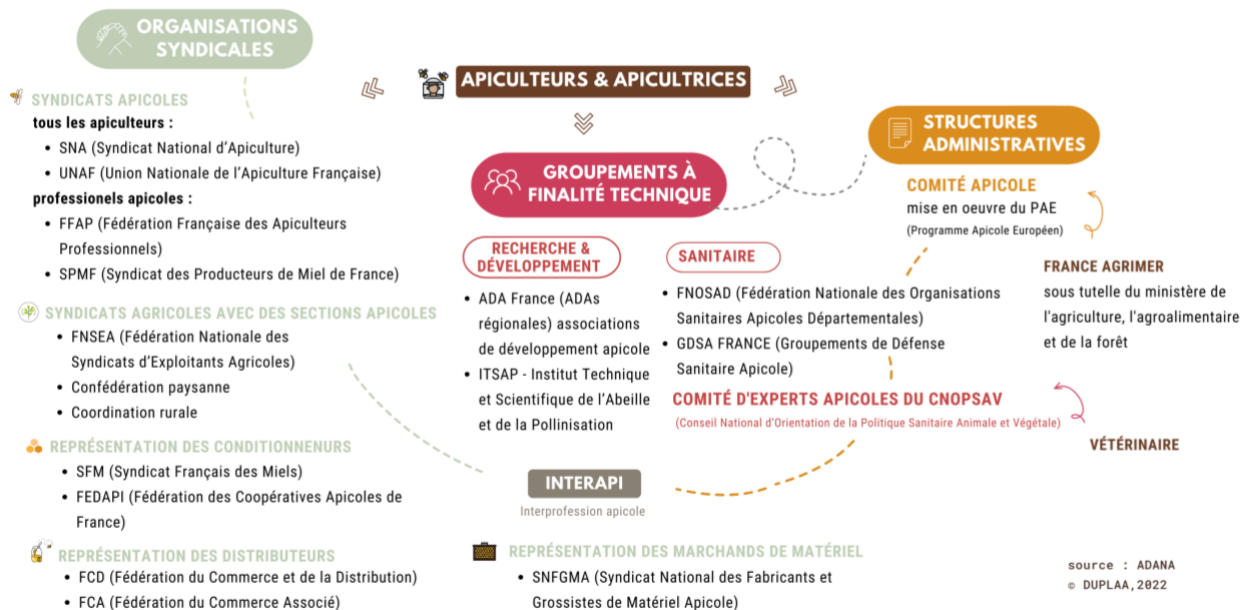 ORGANISATIONS
SYNDICALES
APICULTEURS & APICULTRICES
SYNDICATS APICOLES
tous les apiculteurs :
• SNA (Syndicat National d'Apiculture)
• UNAF (Union Nationale de l'Apiculture Française)
professionels apicoles :
• FFAP (Fédération Française des Apiculteurs
Professionnels)
• SPMF (Syndicat des Producteurs de Miel de France)
SYNDICATS AGRICOLES AVEC DES SECTIONS APICOLES
• FNSEA (Fédération Nationale des
Syndicats d'Exploitants Agricoles)
• Confédération paysanne
• Coordination rurale
REPRÉSENTATION DES CONDITIONNEURS
• SFM (Syndicat Français des Miels)
• FEDAPI (Fédération des Coopératives Apicoles de
France)
REPRÉSENTATION DES DISTRIBUTEURS
• FCD (Fédération du Commerce et de la Distribution)
• FCA (Fédération du Commerce Associé)
GROUPEMENTS À
FINALITÉ TECHNIQUE
RECHERCHE &
DÉVELOPPEMENT
• ADA France (ADAs
régionales) associations
de développement apicole
• ITSAP - Institut Technique
et Scientifique de l'Abeille
et de la Pollinisation
SANITAIRE
• FNOSAD (Fédération Nationale des Organisations
Sanitaires Apicoles Départementales)
• GDSA FRANCE (Groupements de Défense
Sanitaire Apicole)
COMITÉ D'EXPERTS APICOLES DU CNOPSAV
(Conseil National d'Orientation de la Politique Sanitaire Animale et Végétale)
INTERAPI
Interprofession apicole
REPRÉSENTATION DES MARCHANDS DE MATÉRIEL
• SNFGMA (Syndicat National des Fabricants et
Grossistes de Matériel Apicole)
STRUCTURES
ADMINISTRATIVES
COMITÉ APICOLE
mise en oeuvre du PAE
(Programme Apicole Européen)
FRANCE AGRIMER
sous tutelle du ministère de
l'agriculture, l'agroalimentaire
et de la forêt
VÉTÉRINAIRE
source : ADANA
© DUPLAA,2022